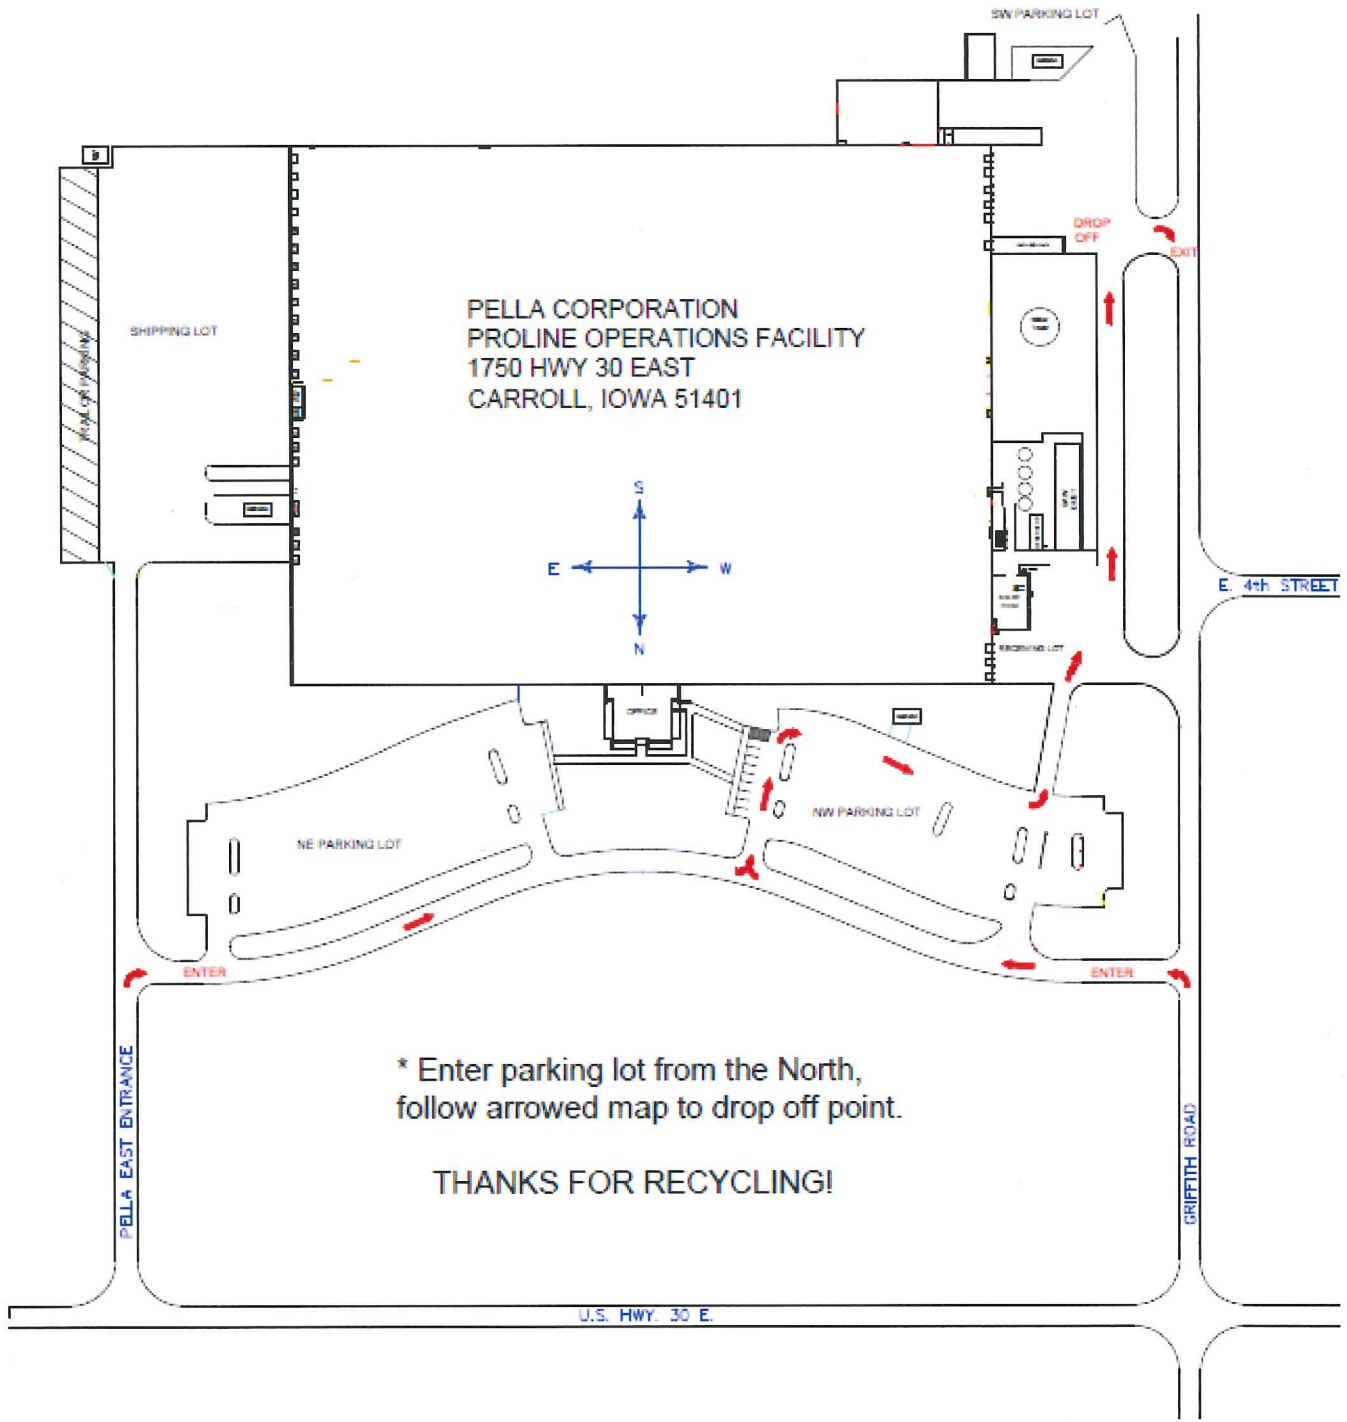 SW PARKING LOT
DROP
OFF
EXIT
SHIPPING LOT
PELLA CORPORATION
PROLINE OPERATIONS FACILITY
1750 HWY 30 EAST
CARROLL, IOWA 51401
S
E
W
N
E. 4th STREET
RECEIVING LOT
OFFICE
NW PARKING LOT
NE PARKING LOT
ENTER
ENTER
* Enter parking lot from the North,
follow arrowed map to drop off point.
THANKS FOR RECYCLING!
PELLA EAST ENTRANCE
GRIFFITH ROAD
U.S. HWY. 30 E.